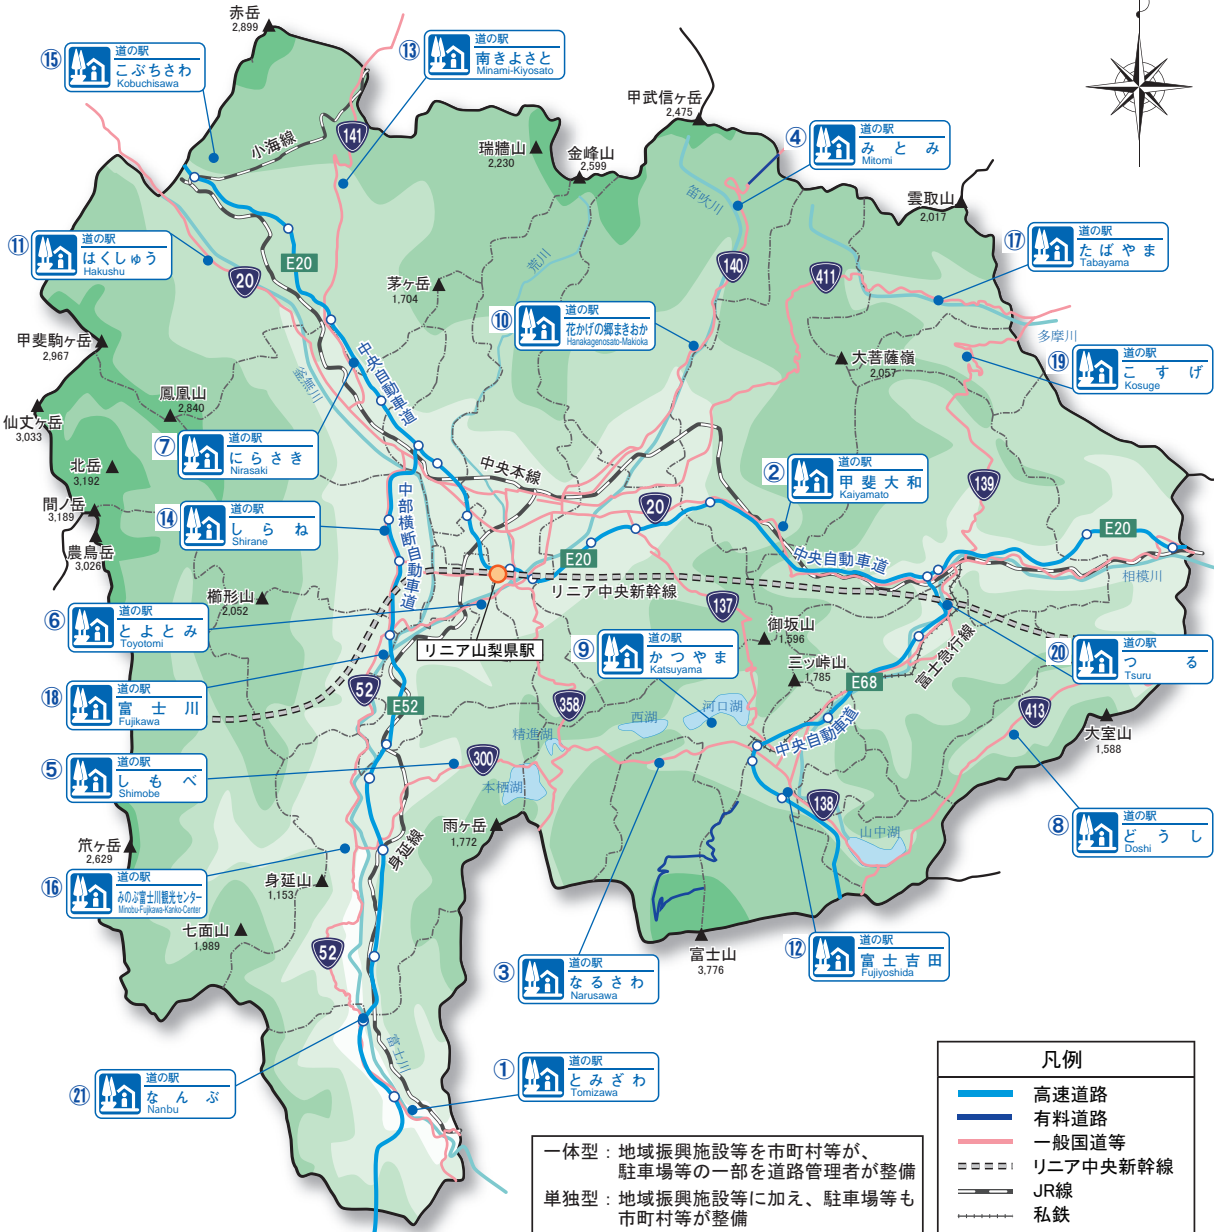 赤岳
2,899
⑮
道の駅
こぶちさわ
Kobuchisawa
⑬
道の駅
南きよさと
Minami-Kiyosato
小海線
141
瑞牆山
2,230
金峰山
2,599
甲武信ヶ岳
2,475
④
道の駅
みとみ
Mitomi
笛吹川
雲取山
2,017
⑰
道の駅
たばやま
Tabayama
⑪
道の駅
はくしゅう
Hakushu
20
E20
茅ヶ岳
1,704
荒川
140
411
多摩川
⑩
道の駅
花かげの郷まきおか
Hanakagenosato-Makioka
甲斐駒ヶ岳
2,967
中央自動車道
釜無川
大菩薩嶺
2,057
⑲
道の駅
こすげ
Kosuge
仙丈ヶ岳
3,033
鳳凰山
2,840
⑦
道の駅
にらさき
Nirasaki
北岳
3,192
中央本線
②
道の駅
甲斐大和
Kaiyamato
139
間ノ岳
3,189
⑭
道の駅
しらね
Shirane
中部横断自動車道
20
E20
農鳥岳
3,026
E20
中央自動車道
相模川
リニア中央新幹線
櫛形山
2,052
137
⑥
道の駅
とよとみ
Toyotomi
リニア山梨県駅
御坂山
1,596
⑨
道の駅
かつやま
Katsuyama
三ッ峠山
1,785
富士急行線
⑳
道の駅
つる
Tsuru
⑱
道の駅
富士川
Fujikawa
52
E52
E68
358
西湖
河口湖
413
大室山
1,588
精進湖
中央自動車道
⑤
道の駅
しもべ
Shimobe
300
本栖湖
138
山中湖
⑧
道の駅
どうし
Doshi
雨ヶ岳
1,772
身延線
笊ヶ岳
2,629
⑯
道の駅
みのぶ富士川観光センター
Minobu-Fujikawa-Kanko-Center
身延山
1,153
七面山
1,989
52
富士山
3,776
③
道の駅
なるさわ
Narusawa
⑫
道の駅
富士吉田
Fujiyoshida
富士川
①
道の駅
とみざわ
Tomizawa
㉑
道の駅
なんぶ
Nanbu
一体型：地域振興施設等を市町村等が、
駐車場等の一部を道路管理者が整備
単独型：地域振興施設等に加え、駐車場等も
市町村等が整備
凡例
高速道路
有料道路
一般国道等
リニア中央新幹線
JR線
私鉄